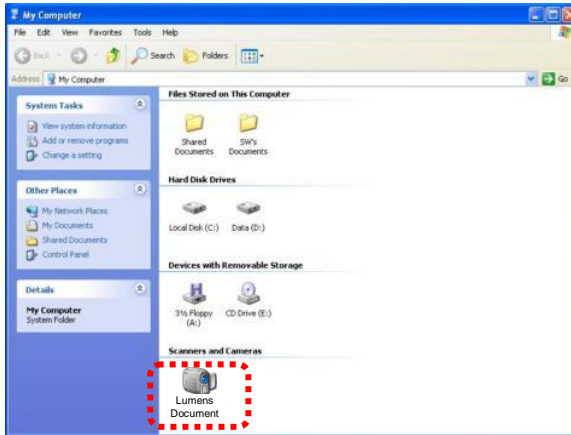 My Computer
File Edit View Favorites Tools Help
Back Search Folders
Address My Computer Go
System Tasks
View system information
Add or remove programs
Change a setting
Other Places
My Network Places
My Documents
Shared Documents
Control Panel
Details
My Computer
System Folder
Files Stored on This Computer
Shared Documents
SW's Documents
Hard Disk Drives
Local Disk (C:) Data (D:)
Devices with Removable Storage
3½ Floppy (A:)
CD Drive (E:)
Scanners and Cameras
Lumens
Document